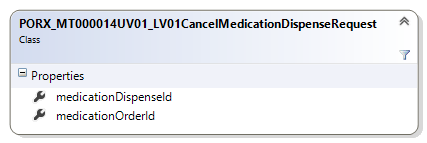 PORX_MT000014UV01_LV01CancelMedicationDispenseRequest
Class
Properties
medicationDispenseId
medicationOrderId